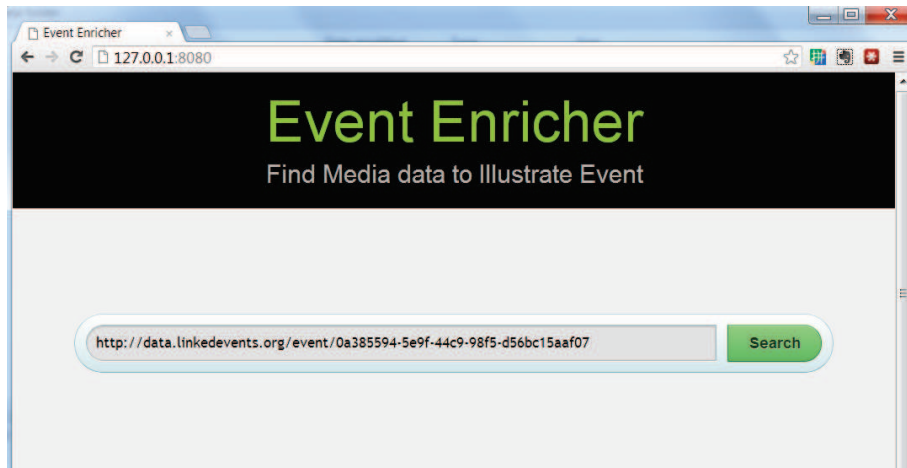 Event Enricher
127.0.0.1:8080
Event Enricher
Find Media data to Illustrate Event
http://data.linkedevents.org/event/0a385594-5e9f-44c9-98f5-d56bc15aaf07 Search